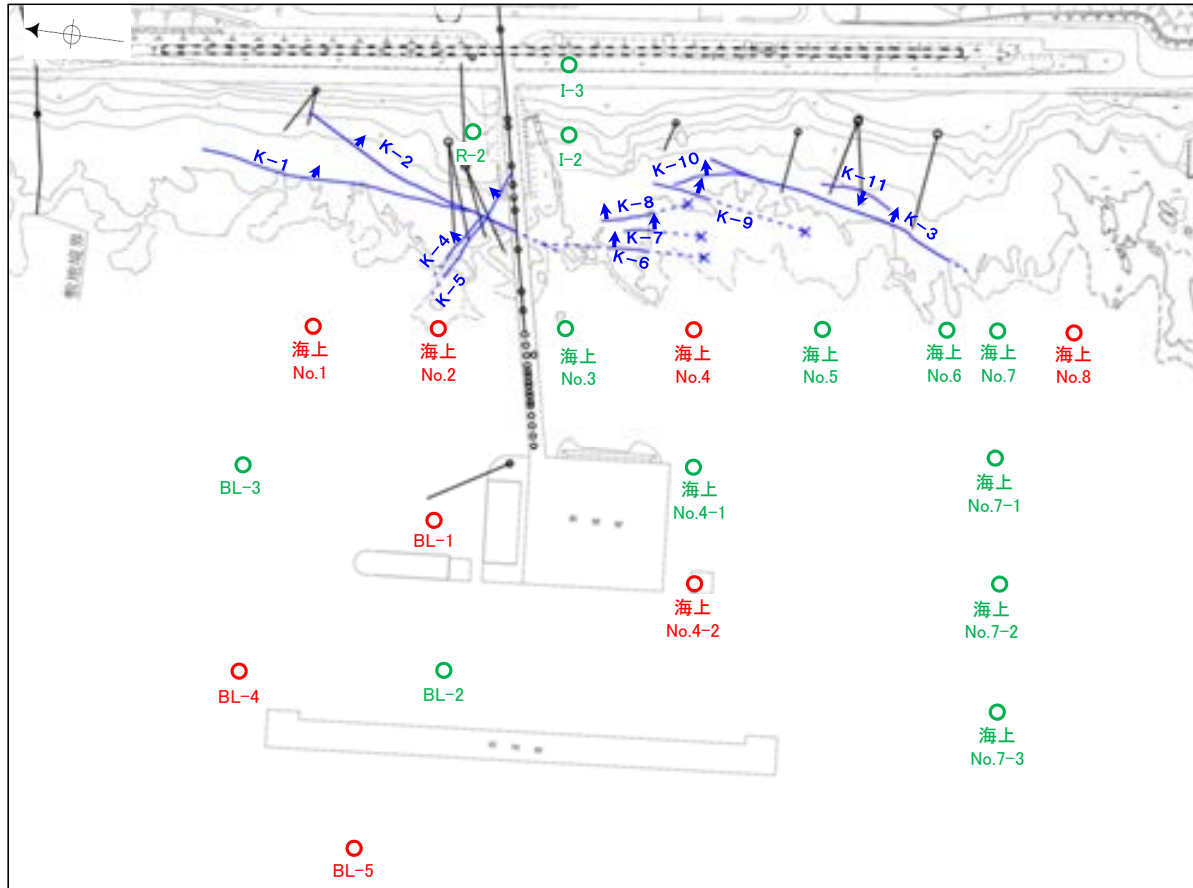 I-3
R-2
I-2
K-1
K-2
K-10
K-11
K-8
K-9
K-3
K-7
K-4
K-6
K-5
海上
No.1
海上
No.2
海上
No.3
海上
No.4
海上
No.5
海上
No.6
海上
No.7
海上
No.8
BL-3
海上
No.4-1
海上
No.7-1
BL-1
海上
No.4-2
海上
No.7-2
BL-4
BL-2
海上
No.7-3
BL-5